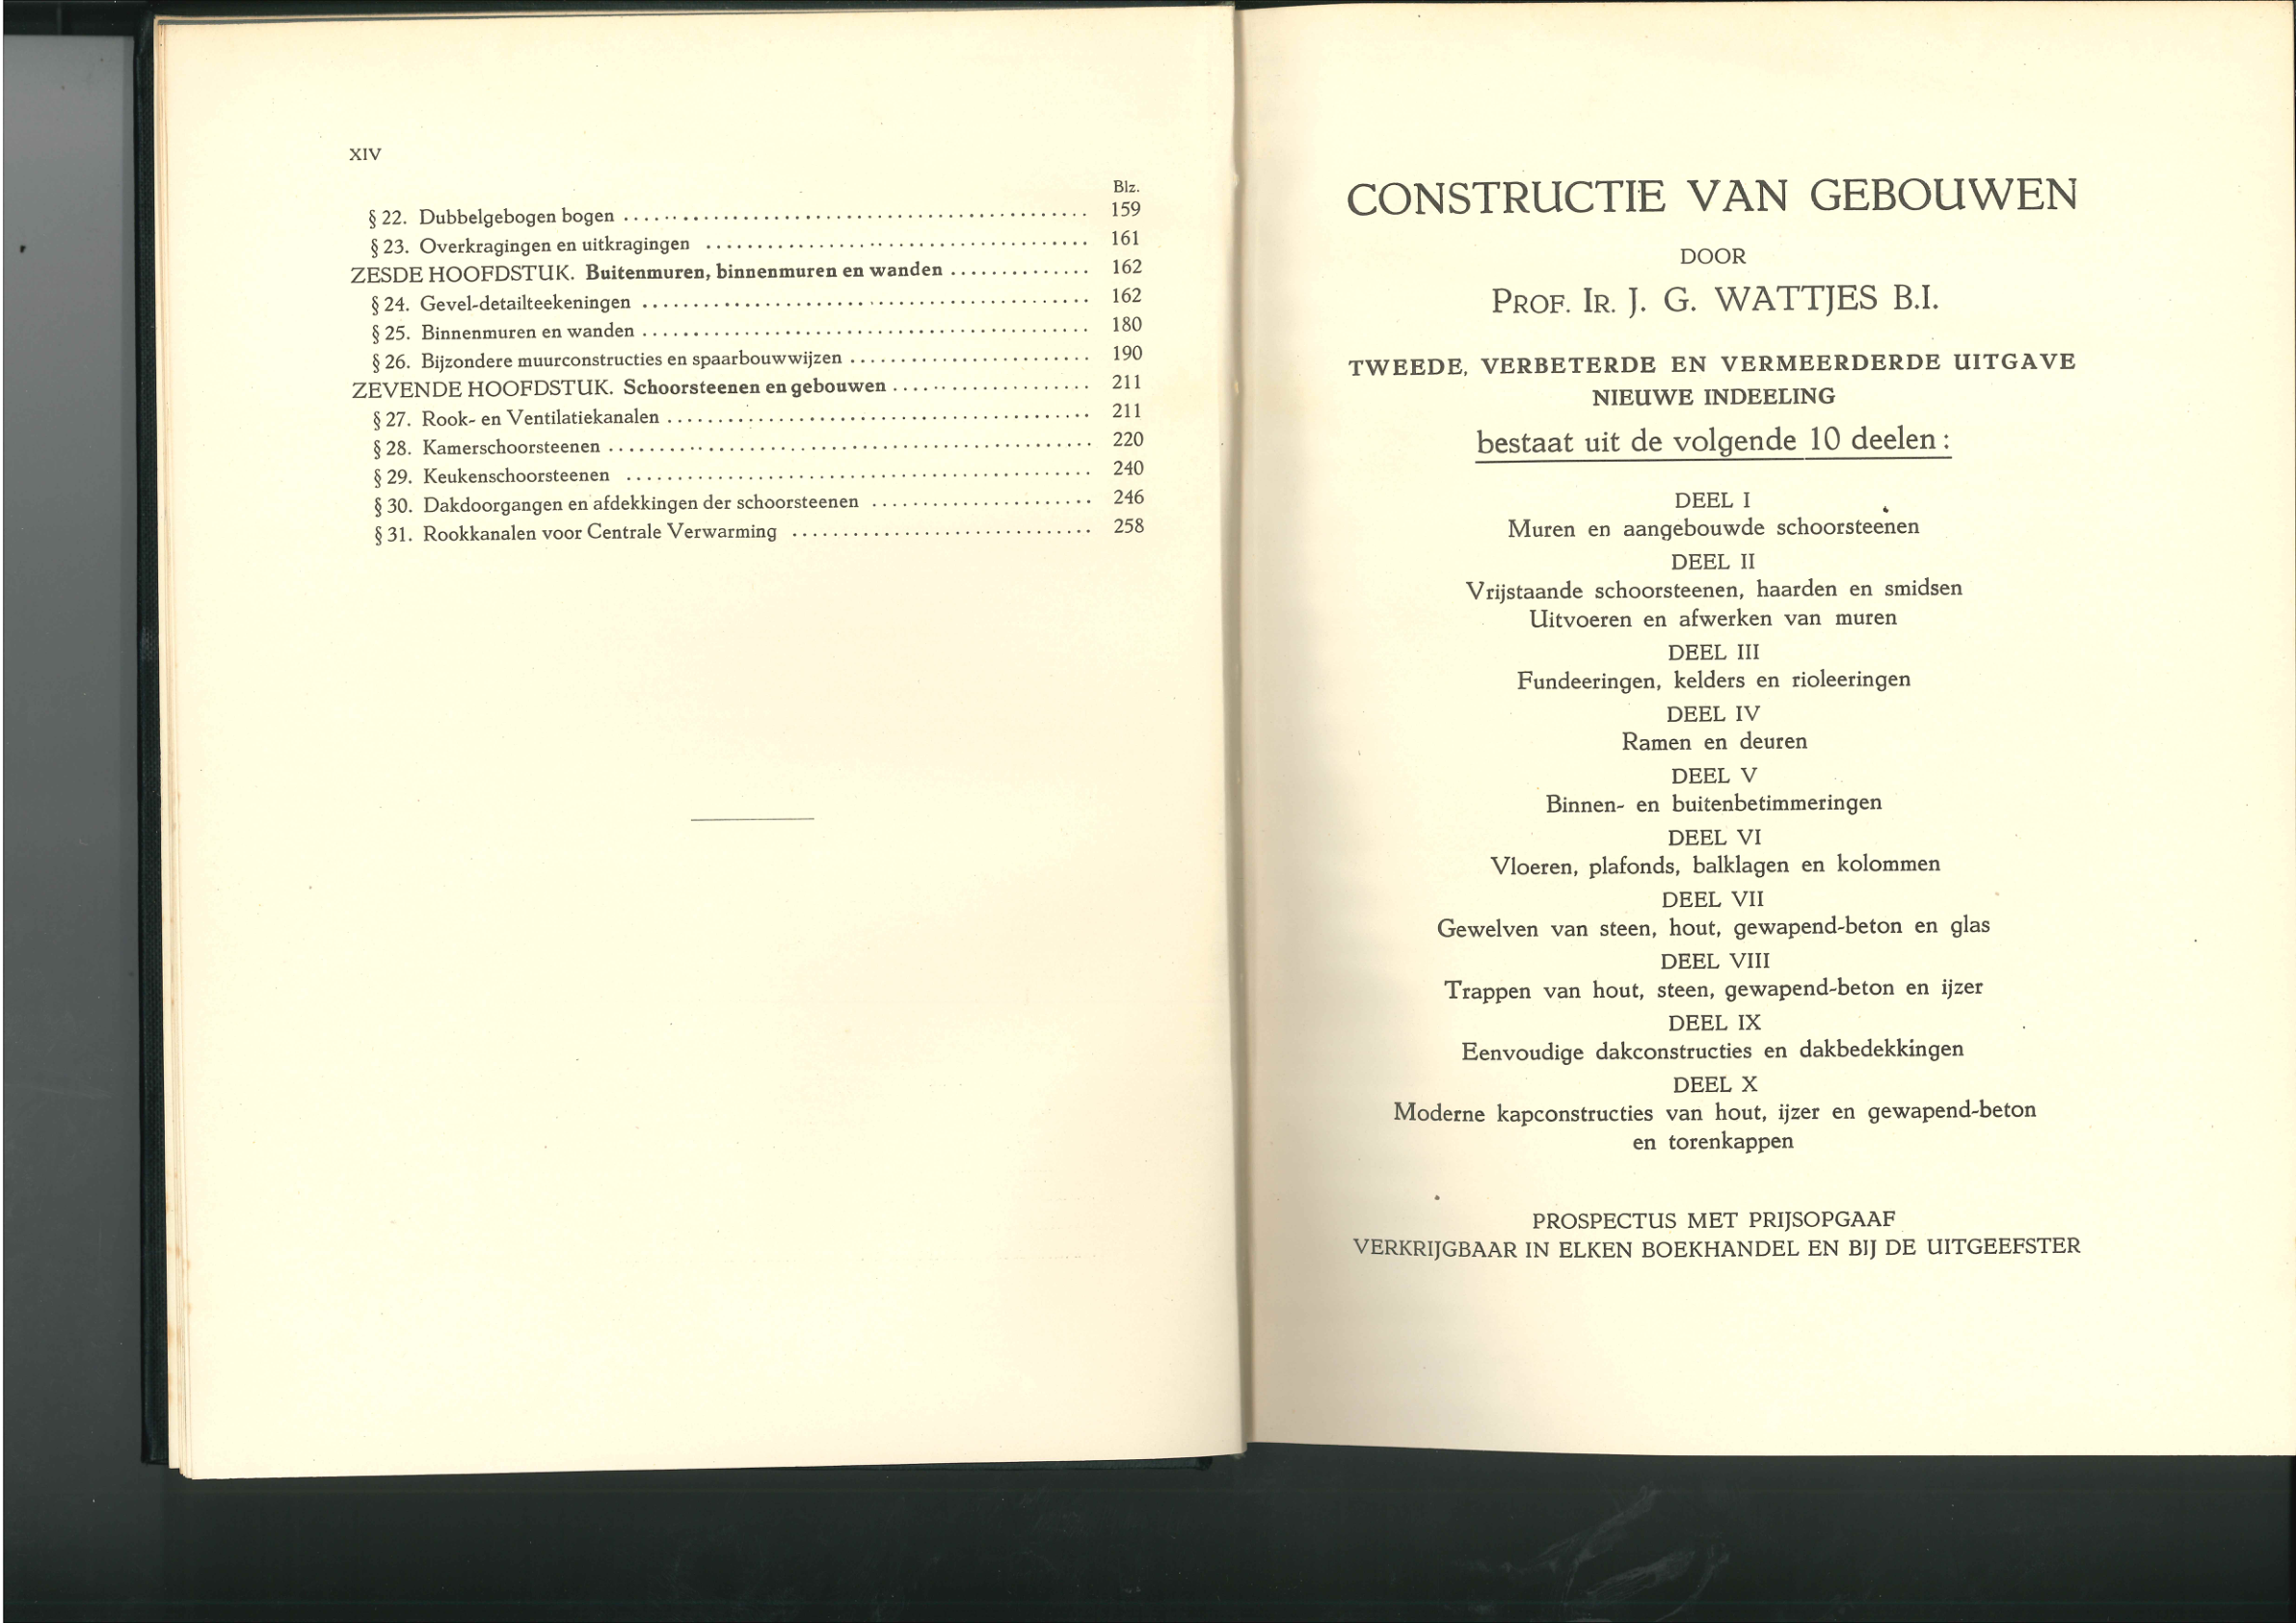 XIV
Blz.
§ 22. Dubbelgebogen bogen ................................................ 159
§ 23. Overkragingen en uitkragingen ....................................... 161
ZESDE HOOFDSTUK. Buitenmuren, binnenmuren en wanden .............. 162
§ 24. Gevel-detailteekeningen ............................................. 162
§ 25. Binnenmuren en wanden ............................................. 180
§ 26. Bijzondere muurconstructies en spaarbouwwijzen ........................ 190
ZEVENDE HOOFDSTUK. Schoorsteenen en gebouwen .................... 211
§ 27. Rook- en Ventilatiekanalen .......................................... 211
§ 28. Kamerschoorsteenen ................................................ 220
§ 29. Keukenschoorsteenen ............................................... 240
§ 30. Dakdoorgangen en afdekkingen der schoorsteenen ...................... 246
§ 31. Rookkanalen voor Centrale Verwarming .............................. 258
CONSTRUCTIE VAN GEBOUWEN
DOOR
PROF. IR. J. G. WATTJES B.I.
TWEEDE, VERBETERDE EN VERMEERDERDE UITGAVE
NIEUWE INDEELING
bestaat uit de volgende 10 deelen:
DEEL I
Muren en aangebouwde schoorsteenen
DEEL II
Vrijstaande schoorsteenen, haarden en smidsen
Uitvoeren en afwerken van muren
DEEL III
Fundeeringen, kelders en rioleeringen
DEEL IV
Ramen en deuren
DEEL V
Binnen- en buitenbetimmeringen
DEEL VI
Vloeren, plafonds, balklagen en kolommen
DEEL VII
Gewelven van steen, hout, gewapend-beton en glas
DEEL VIII
Trappen van hout, steen, gewapend-beton en ijzer
DEEL IX
Eenvoudige dakconstructies en dakbedekkingen
DEEL X
Moderne kapconstructies van hout, ijzer en gewapend-beton
en torenkappen
PROSPECTUS MET PRIJSOPGAAF
VERKRIJGBAAR IN ELKEN BOEKHANDEL EN BIJ DE UITGEEFSTER